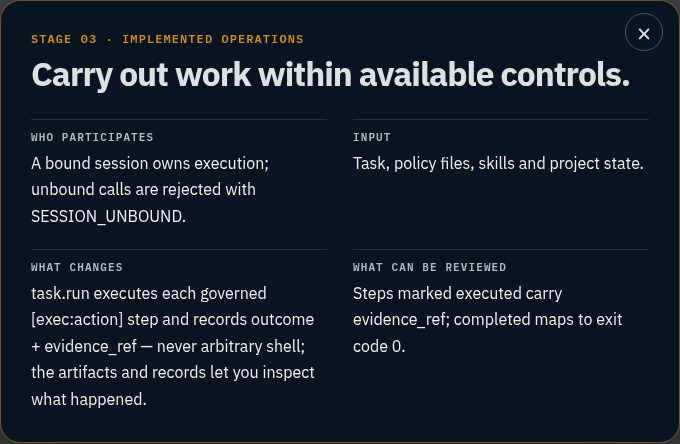 STAGE 03 · IMPLEMENTED OPERATIONS
Carry out work within available controls.
WHO PARTICIPATES
A bound session owns execution;
unbound calls are rejected with
SESSION_UNBOUND.
INPUT
Task, policy files, skills and project state.
WHAT CHANGES
task.run executes each governed
[exec:action] step and records outcome
+ evidence_ref — never arbitrary shell;
the artifacts and records let you inspect
what happened.
WHAT CAN BE REVIEWED
Steps marked executed carry
evidence_ref; completed maps to exit
code 0.